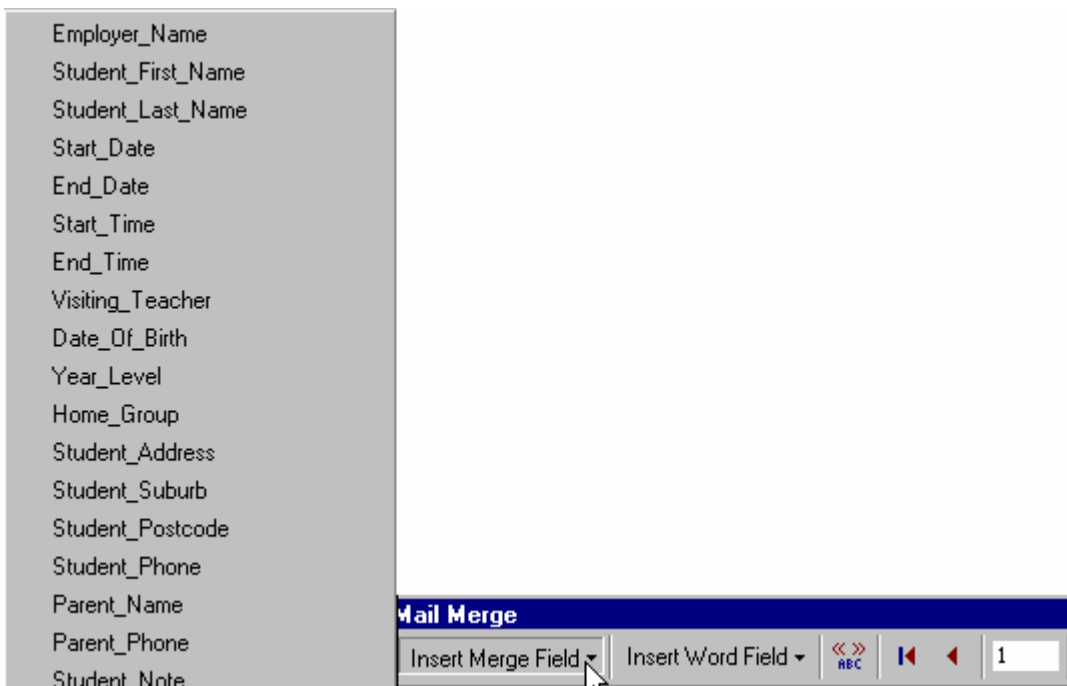 Employer_Name
Student_First_Name
Student_Last_Name
Start_Date
End_Date
Start_Time
End_Time
Visiting_Teacher
Date_Of_Birth
Year_Level
Home_Group
Student_Address
Student_Suburb
Student_Postcode
Student_Phone
Parent_Name
Parent_Phone
Student_Note
Mail Merge
Insert Merge Field Insert Word Field « » ABC 1